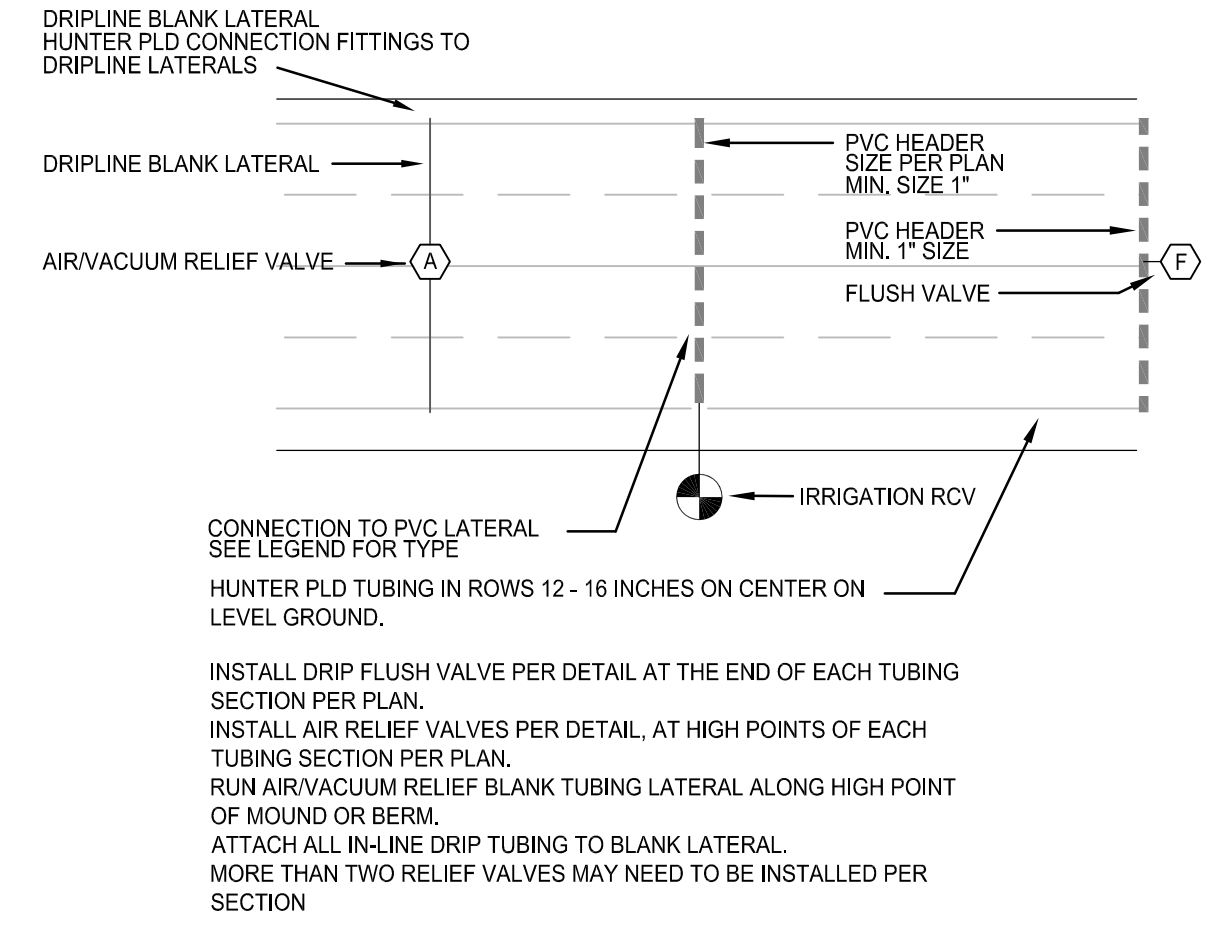 DRIPLINE BLANK LATERAL
HUNTER PLD CONNECTION FITTINGS TO
DRIPLINE LATERALS
DRIPLINE BLANK LATERAL
AIR/VACUUM RELIEF VALVE
A
PVC HEADER
SIZE PER PLAN
MIN. SIZE 1"
PVC HEADER
MIN. 1" SIZE
F
FLUSH VALVE
IRRIGATION RCV
CONNECTION TO PVC LATERAL
SEE LEGEND FOR TYPE
HUNTER PLD TUBING IN ROWS 12 - 16 INCHES ON CENTER ON
LEVEL GROUND.
INSTALL DRIP FLUSH VALVE PER DETAIL AT THE END OF EACH TUBING
SECTION PER PLAN.
INSTALL AIR RELIEF VALVES PER DETAIL, AT HIGH POINTS OF EACH
TUBING SECTION PER PLAN.
RUN AIR/VACUUM RELIEF BLANK TUBING LATERAL ALONG HIGH POINT
OF MOUND OR BERM.
ATTACH ALL IN-LINE DRIP TUBING TO BLANK LATERAL.
MORE THAN TWO RELIEF VALVES MAY NEED TO BE INSTALLED PER
SECTION